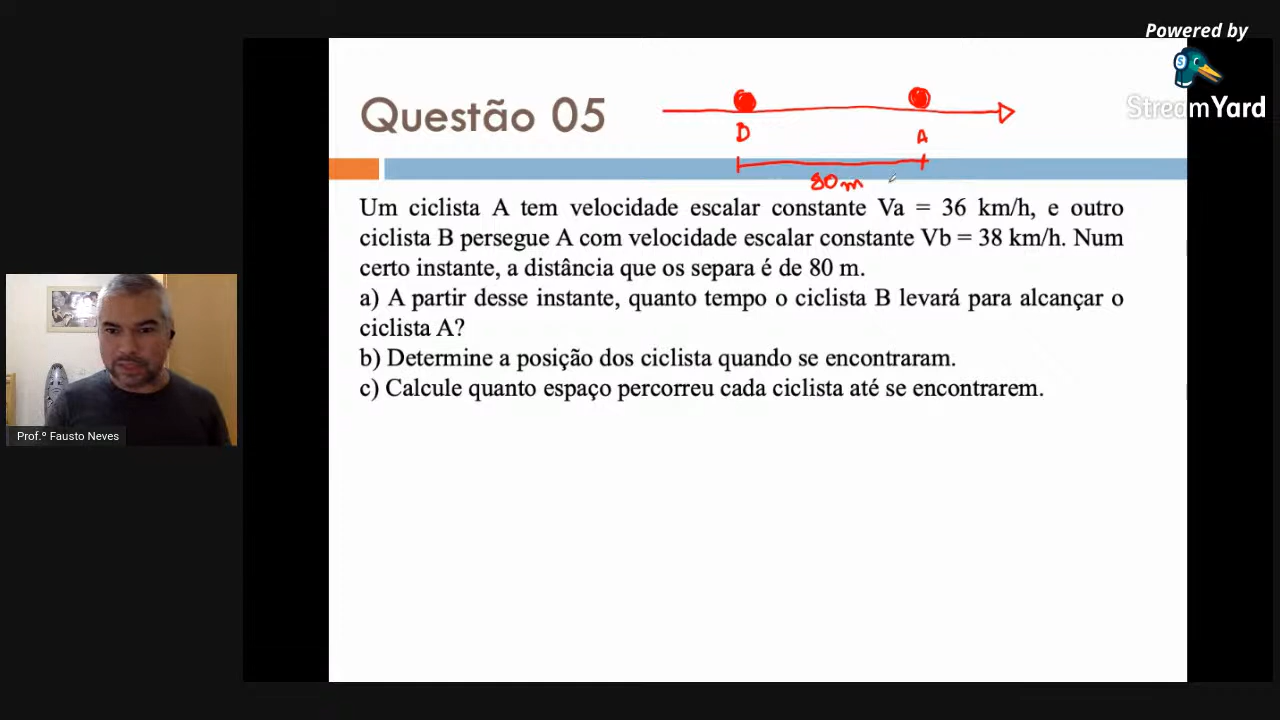 Powered by
StreamYard
Questão 05
D A
80 m
Um ciclista A tem velocidade escalar constante Va = 36 km/h, e outro
ciclista B persegue A com velocidade escalar constante Vb = 38 km/h. Num
certo instante, a distância que os separa é de 80 m.
a) A partir desse instante, quanto tempo o ciclista B levará para alcançar o
ciclista A?
b) Determine a posição dos ciclista quando se encontraram.
c) Calcule quanto espaço percorreu cada ciclista até se encontrarem.
Prof.º Fausto Neves